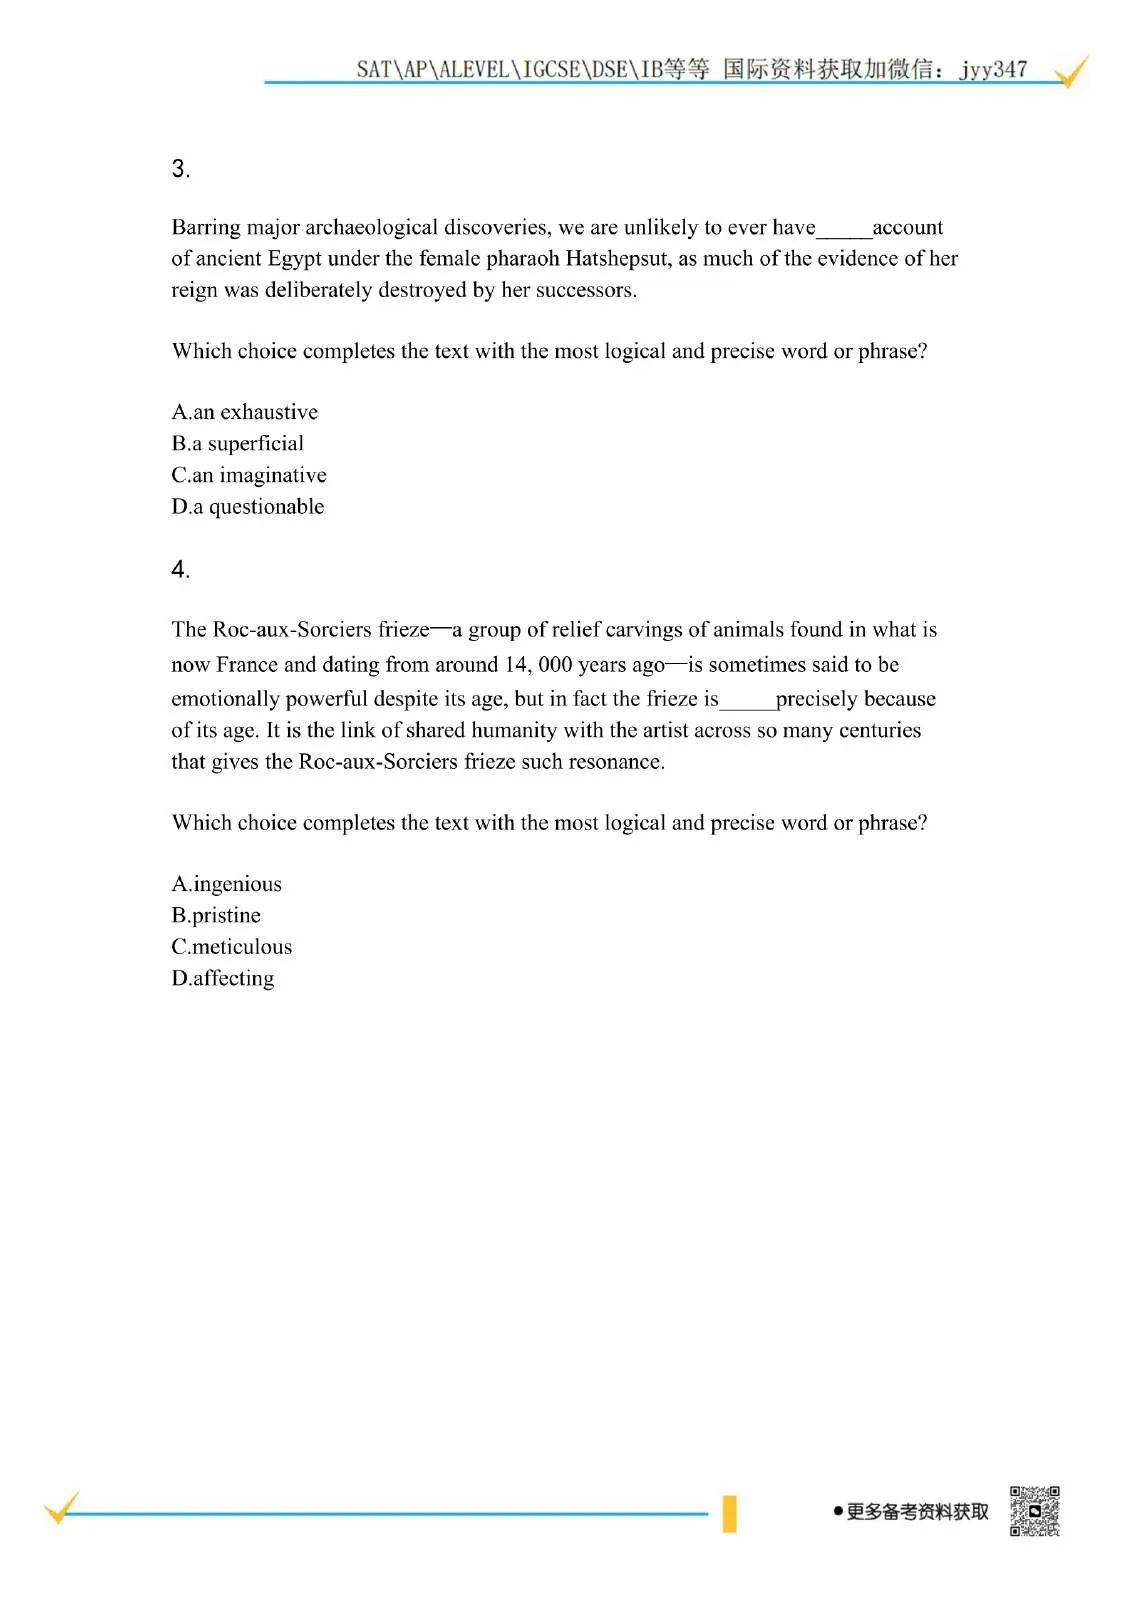 SAT\AP\ALEVEL\IGCSE\DSE\IB等等 国际资料获取加微信：jyy347
3.
Barring major archaeological discoveries, we are unlikely to ever have_____account
of ancient Egypt under the female pharaoh Hatshepsut, as much of the evidence of her
reign was deliberately destroyed by her successors.
Which choice completes the text with the most logical and precise word or phrase?
A.an exhaustive
B.a superficial
C.an imaginative
D.a questionable
4.
The Roc-aux-Sorciers frieze—a group of relief carvings of animals found in what is
now France and dating from around 14, 000 years ago—is sometimes said to be
emotionally powerful despite its age, but in fact the frieze is_____precisely because
of its age. It is the link of shared humanity with the artist across so many centuries
that gives the Roc-aux-Sorciers frieze such resonance.
Which choice completes the text with the most logical and precise word or phrase?
A.ingenious
B.pristine
C.meticulous
D.affecting
●更多备考资料获取